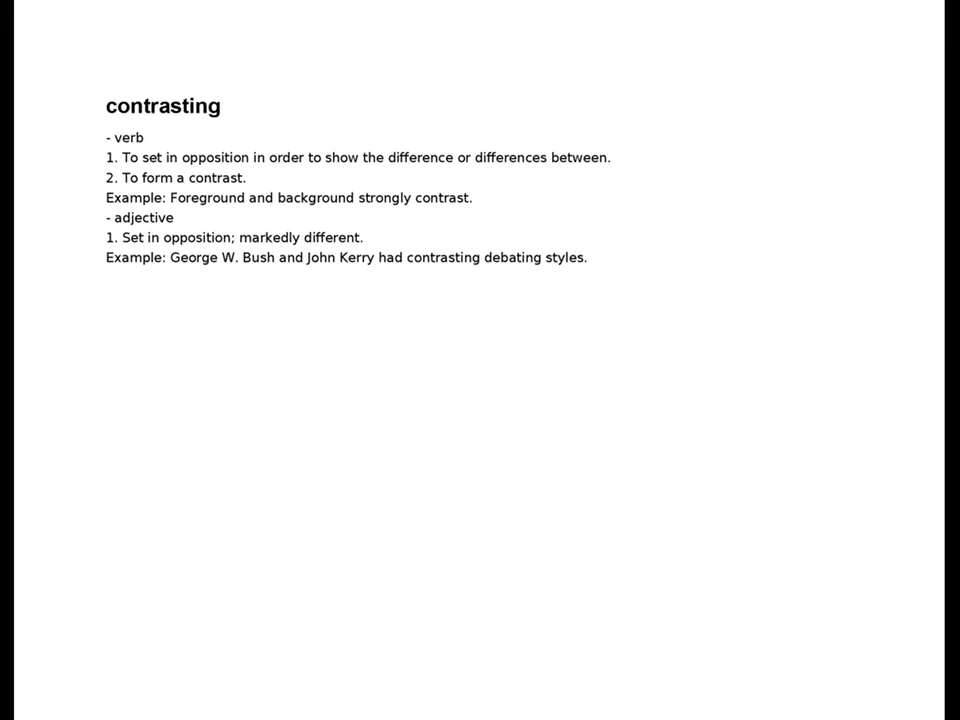 contrasting
- verb
1. To set in opposition in order to show the difference or differences between.
2. To form a contrast.
Example: Foreground and background strongly contrast.
- adjective
1. Set in opposition; markedly different.
Example: George W. Bush and John Kerry had contrasting debating styles.